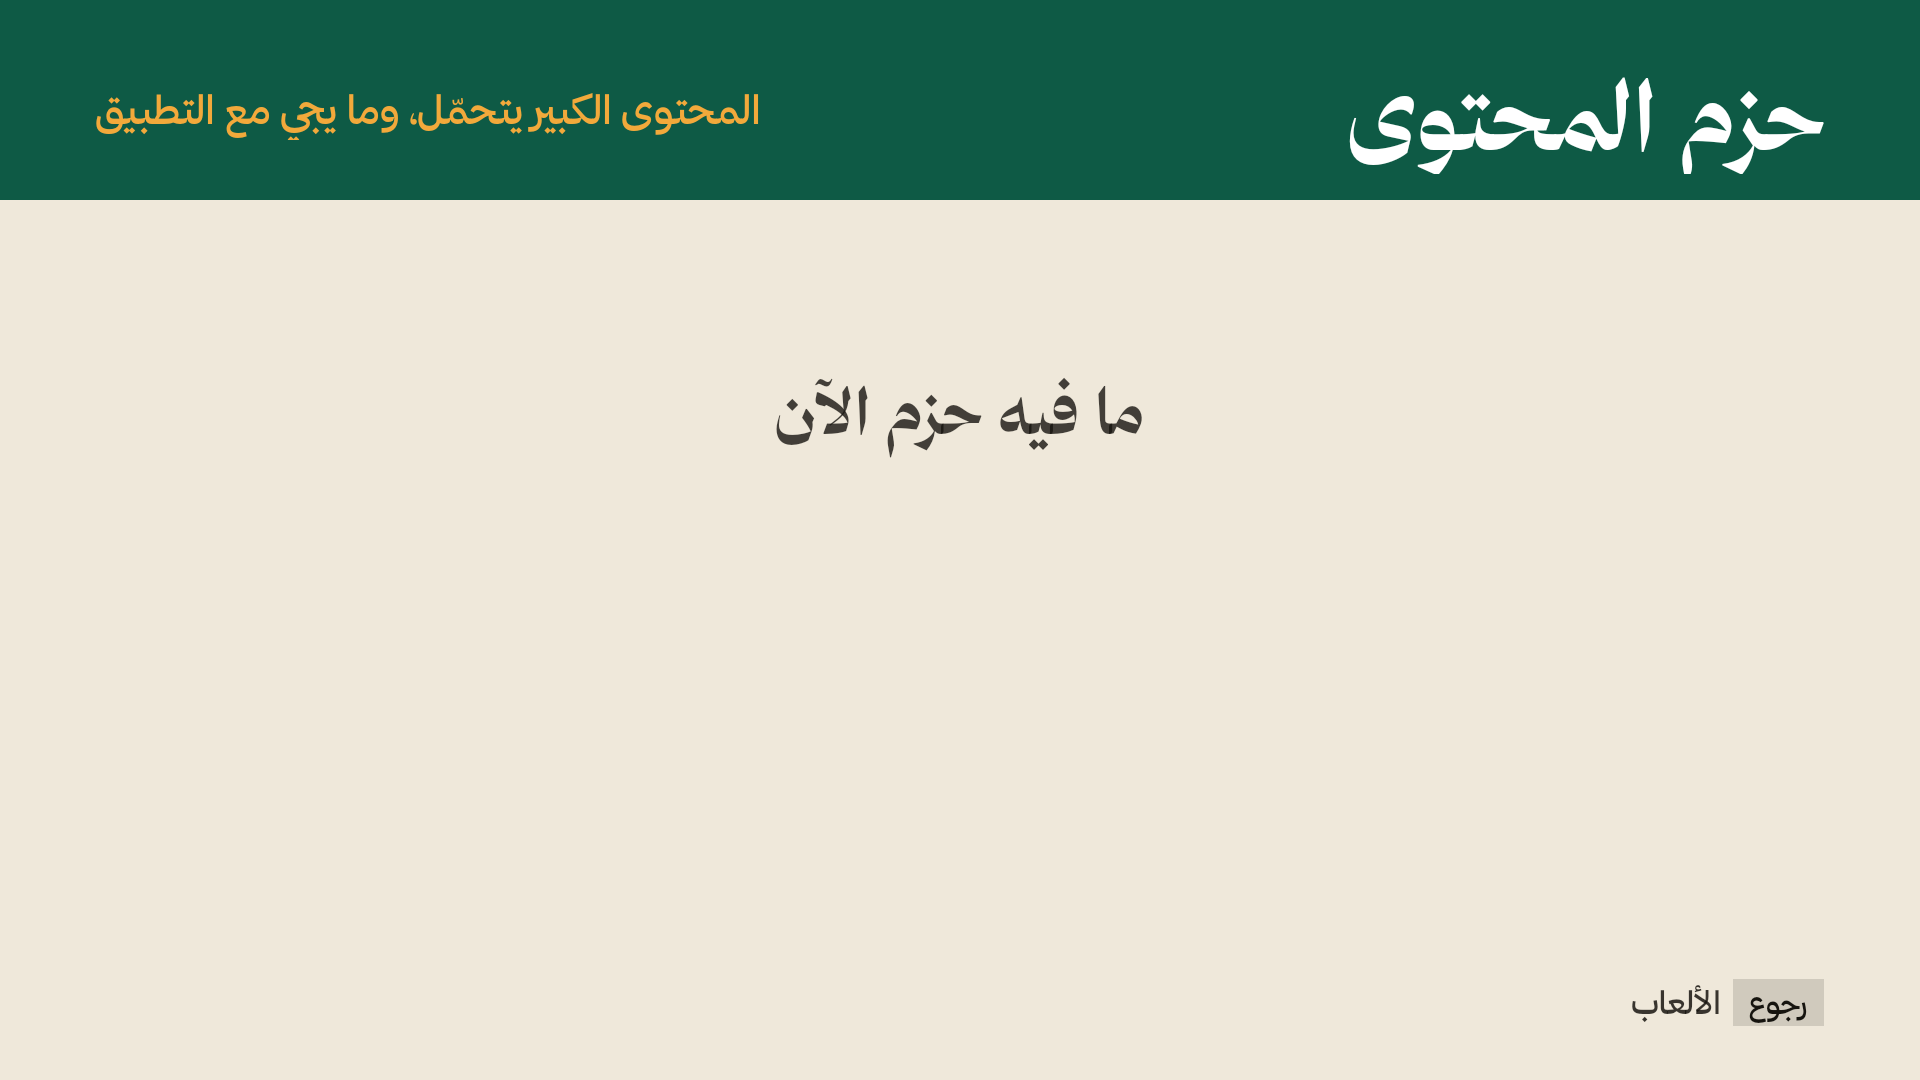 حزم المحتوى
المحتوى الكبير يتحمّل، وما يجي مع التطبيق
ما فيه حزم الآن
رجوع الألعاب